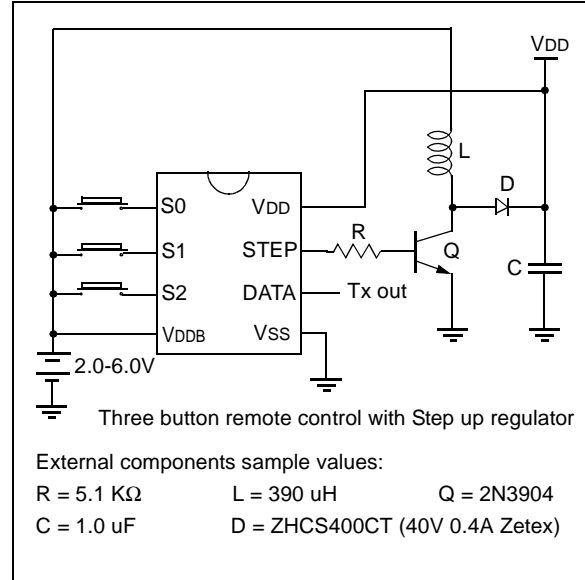 VDD
L
D
S0
VDD
R
S1
STEP
Q
C
S2
DATA
Tx out
VDDB
VSS
2.0-6.0V
Three button remote control with Step up regulator
External components sample values:
R = 5.1 KΩ L = 390 uH Q = 2N3904
C = 1.0 uF D = ZHCS400CT (40V 0.4A Zetex)